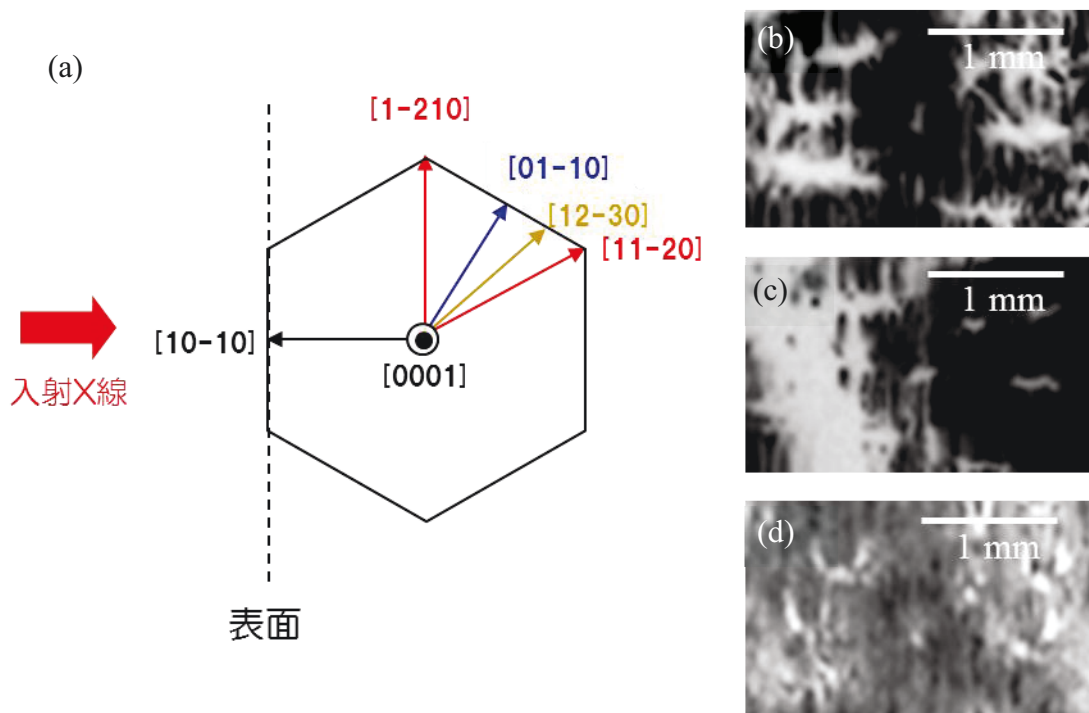 (a)
[1-210]
[01-10]
[12-30]
[11-20]
[10-10]
[0001]
入射X線
表面
(b)
1 mm
(c)
1 mm
(d)
1 mm